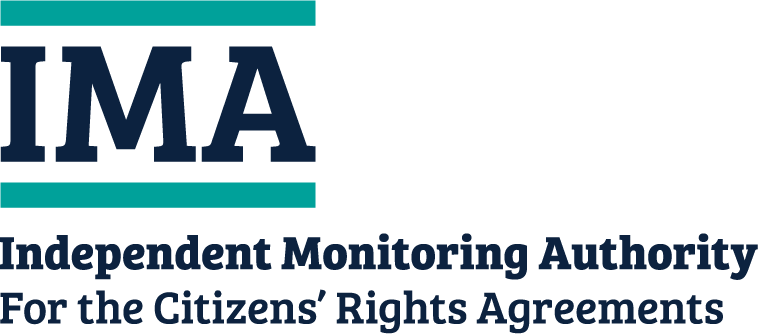 IMA
Independent Monitoring Authority
For the Citizens’ Rights Agreements